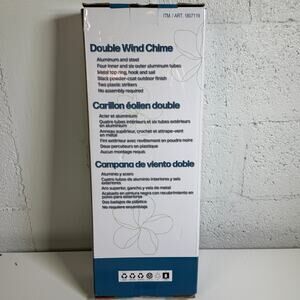 ITM. / ART. 1807119
Double Wind Chime
Aluminum and steel
Four inner and six outer aluminum tubes
Metal top ring, hook and sail
Black powder-coat outdoor finish
Two plastic strikers
No assembly required
Carillon éolien double
Acier et aluminium
Quatre tubes intérieurs et six tubes extérieurs
en aluminium
Anneau supérieur, crochet et attrape-vent
en métal
Fini extérieur avec revêtement en poudre noire
Deux percuteurs en plastique
Aucun montage requis
Campana de viento doble
Aluminio y acero
Cuatro tubos de aluminio interiores y seis
exteriores
Aro superior, gancho y vela de metal
Acabado en pintura negra con recubrimiento en
polvo para exteriores
Dos badajos de plástico
No requiere ensamblaje